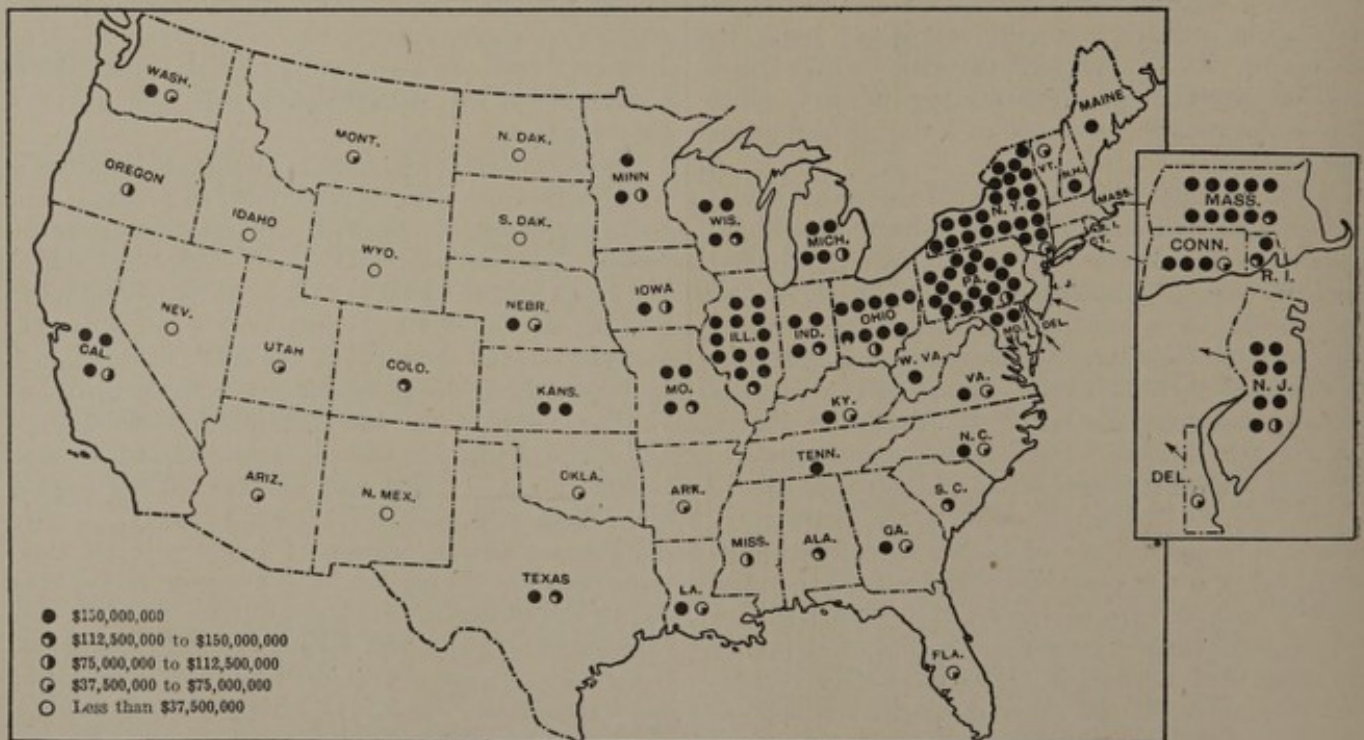 WASH.
MONT.
N. DAK.
MINN
MAINE
OREGON
IDAHO
S. DAK.
WIS.
MICH.
N.Y.
VT.
N.H.
MASS.
R. I.
CT.
WYO.
NEBR.
IOWA
PA.
N. J.
NEV.
UTAH
COLO.
CAL.
KANS.
MO.
ILL.
IND.
OHIO
W. VA.
VA.
MD.
DEL.
KY.
TENN.
N. C.
S. C.
ARIZ.
N. MEX.
OKLA.
ARK.
MISS.
ALA.
GA.
TEXAS
LA.
FLA.
MASS.
CONN.
R. I.
N. J.
DEL.
$150,000,000
$112,500,000 to $150,000,000
$75,000,000 to $112,500,000
$37,500,000 to $75,000,000
Less than $37,500,000